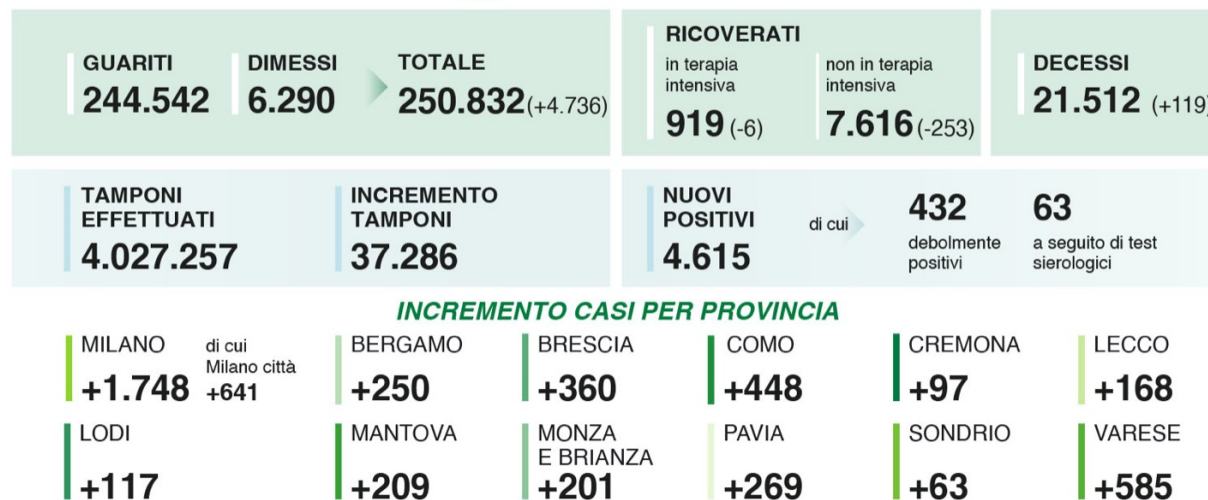 GUARITI
244.542
DIMESSI
6.290
TOTALE
250.832 (+4.736)
RICOVERATI
in terapia
intensiva
919 (-6)
non in terapia
intensiva
7.616 (-253)
DECESSI
21.512 (+119)
TAMPONI
EFFETTUATI
4.027.257
INCREMENTO
TAMPONI
37.286
NUOVI
POSITIVI
4.615
di cui
432
debolmente
positivi
63
a seguito di test
sierologici
INCREMENTO CASI PER PROVINCIA
MILANO
+1.748
di cui
Milano città
+641
BERGAMO
+250
BRESCIA
+360
COMO
+448
CREMONA
+97
LECCO
+168
LODI
+117
MANTOVA
+209
MONZA
E BRIANZA
+201
PAVIA
+269
SONDRIO
+63
VARESE
+585